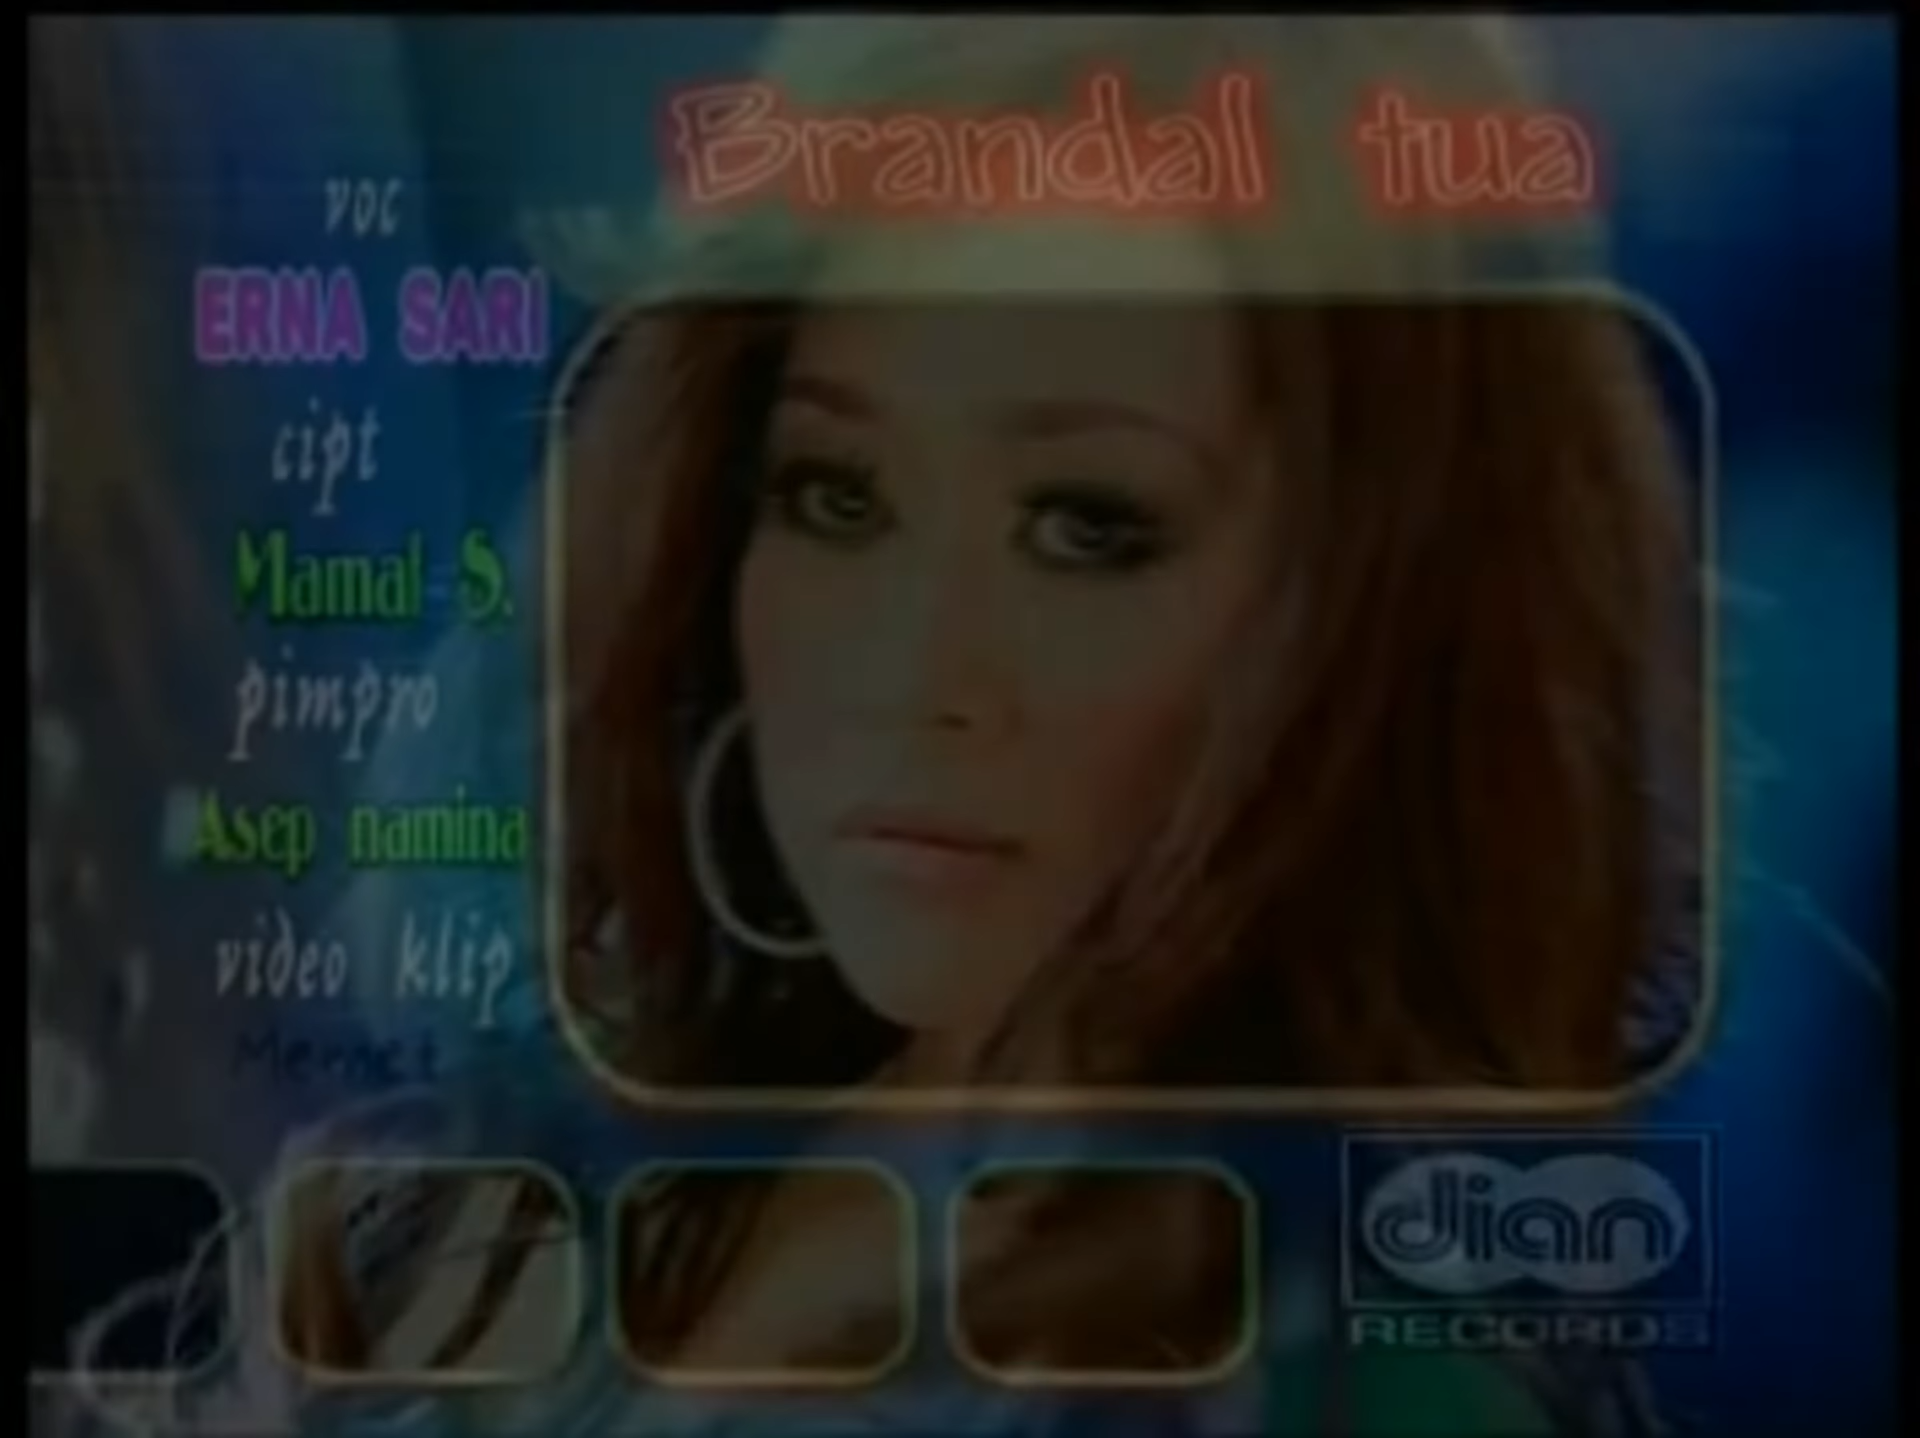 Brandal tua
voc
ERNA SARI
cipt
Mamal S.
pimpro
Asep namina
video klip
dian
RECORDS